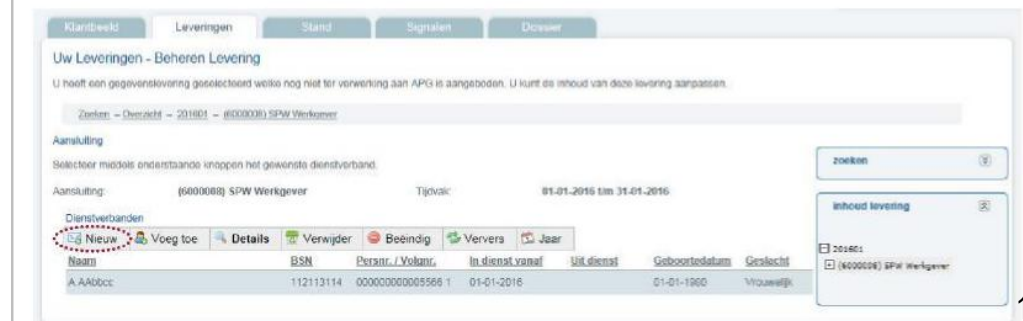 Klantbeeld Leveringen Stand Signalen Dossier
Uw Leveringen - Beheren Levering
U heeft een gegevenslevering geselecteerd welke nog niet ter verwerking aan APG is aangeboden. U kunt de inhoud van deze levering aanpassen.
Zoeken - Overzicht - 201601 - (6000008) SPW Werkgever
Aansluiting
Selecteer middels onderstaande knoppen het gewenste dienstverband.
Aansluiting: (6000008) SPW Werkgever Tijdvak: 01-01-2016 t/m 31-01-2016
Dienstverbanden
Nieuw Voeg toe Details Verwijder Beëindig Ververs Jaar
Naam BSN Persnr. / Volgnr. In dienst vanaf Uit dienst Geboortedatum Geslacht
A AAbbcc 112113114 000000000005566 1 01-01-2016 01-01-1980 Vrouwelijk
zoeken
inhoud levering
201601
(6000008) SPW Werkgever